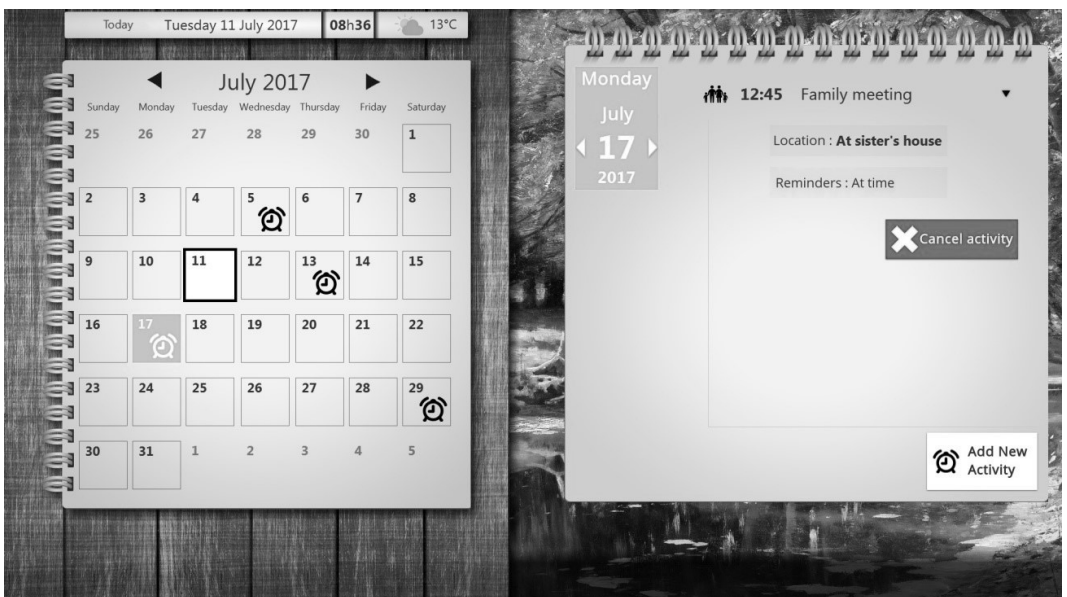 Today Tuesday 11 July 2017 08h36 13°C
July 2017
Sunday Monday Tuesday Wednesday Thursday Friday Saturday
25 26 27 28 29 30 1
2 3 4 5 6 7 8
9 10 11 12 13 14 15
16 17 18 19 20 21 22
23 24 25 26 27 28 29
30 31 1 2 3 4 5
Monday
July
17
2017
12:45 Family meeting
Location : At sister's house
Reminders : At time
Cancel activity
Add New
Activity